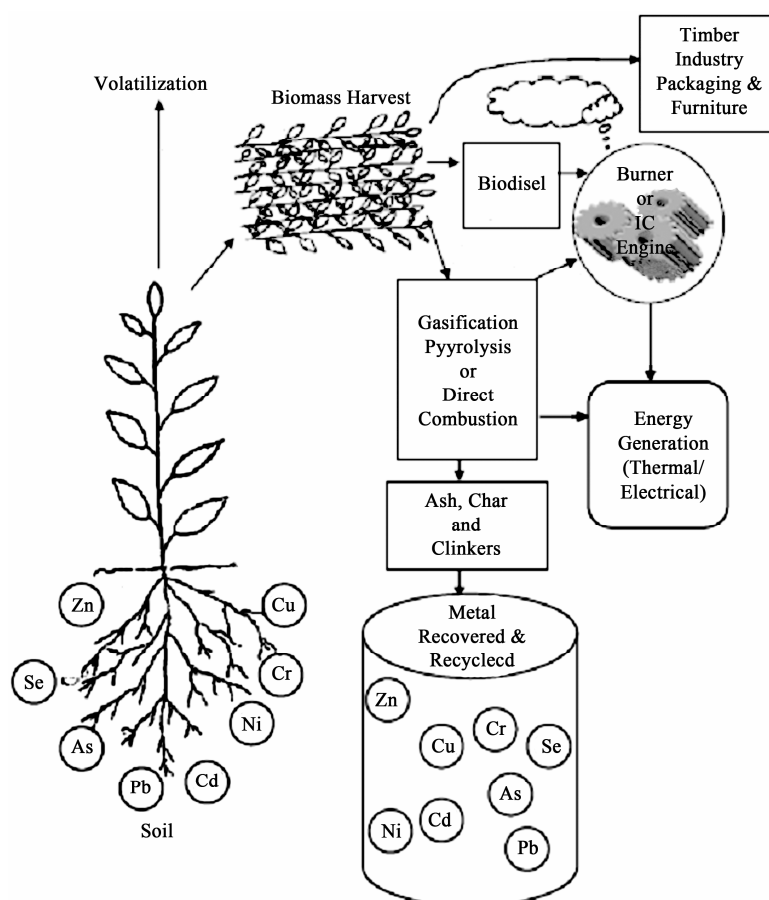 Timber
Industry
Packaging &
Furniture
Volatilization
Biomass Harvest
Biodisel
Burner
or
IC
Engine
Gasification
Pyyrolysis
or
Direct
Combustion
Energy
Generation
(Thermal/
Electrical)
Ash, Char
and
Clinkers
Zn
Cu
Se
Cr
As
Ni
Pb
Cd
Soil
Metal
Recovered &
Recyclecd
Zn
Cu
Cr
Se
As
Ni
Cd
Pb